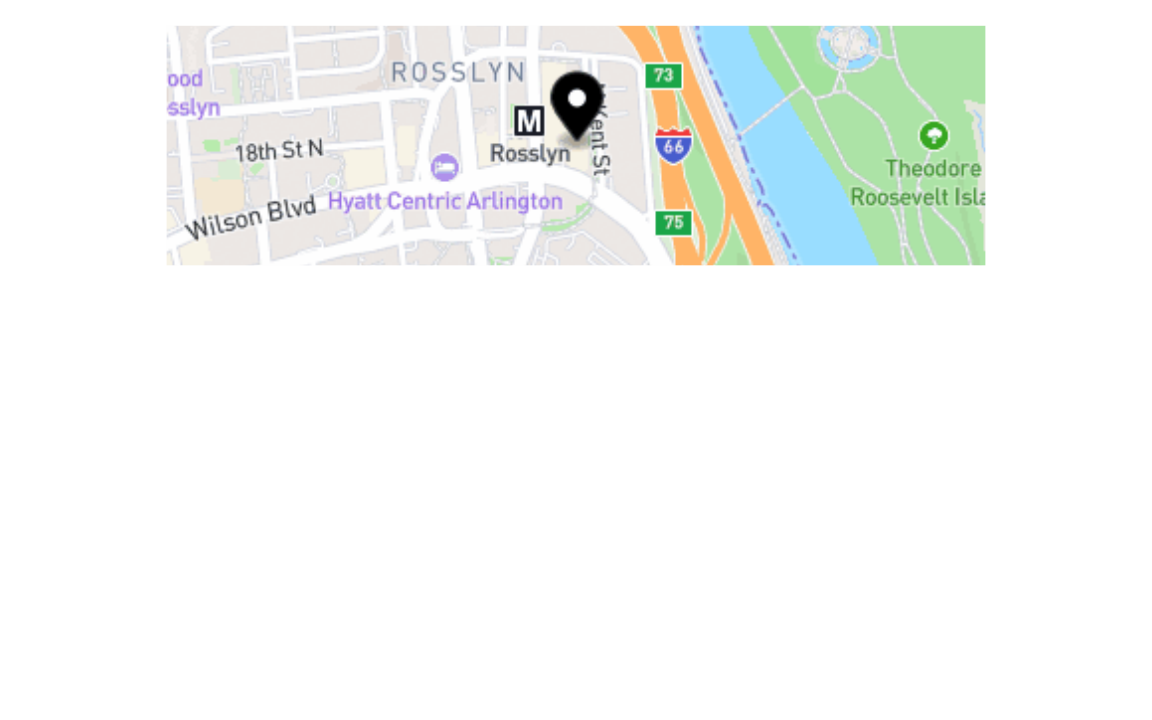 ROSSLYN
73
ood
sslyn
M
Kent St
66
18th St N
Rosslyn
Theodore
Roosevelt Isla
Hyatt Centric Arlington
Wilson Blvd
75